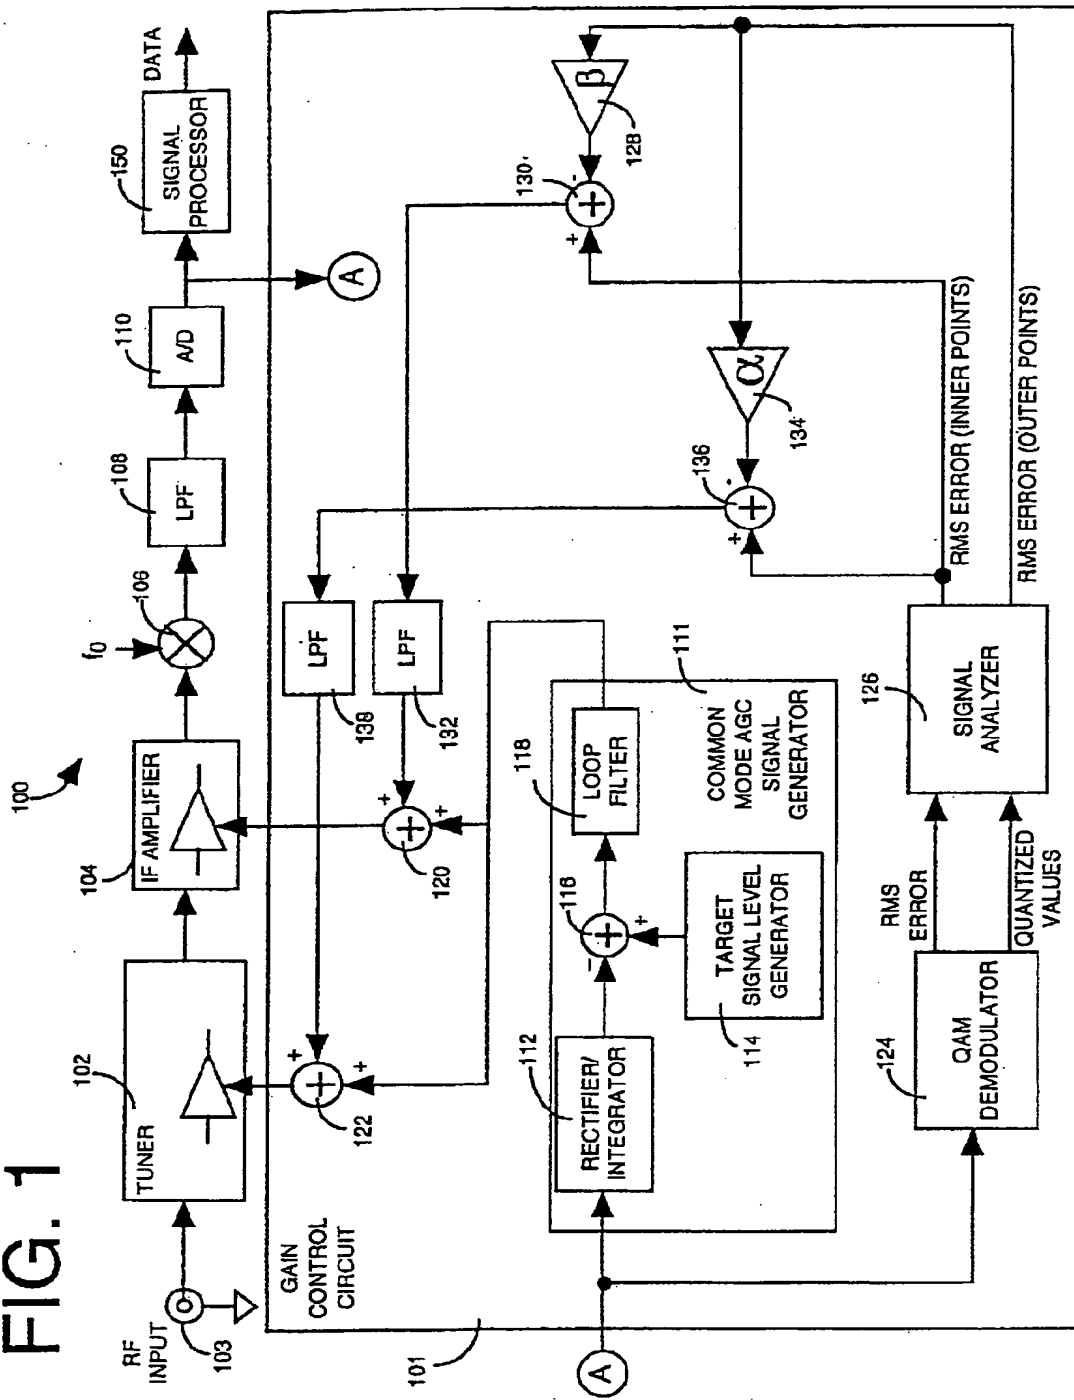 FIG. 1
100
RF
INPUT
103
TUNER
102
IF AMPLIFIER
104
f0
106
LPF
108
A/D
110
SIGNAL
PROCESSOR
150
DATA
A
GAIN
CONTROL
CIRCUIT
101
+
+
+
122
+
+
+
120
LPF
138
LPF
132
+
-
+
130
β
128
+
-
+
136
α
134
A
RECTIFIER/
INTEGRATOR
112
-
+
+
116
TARGET
SIGNAL LEVEL
GENERATOR
114
LOOP
FILTER
118
COMMON
MODE AGC
SIGNAL
GENERATOR
111
QAM
DEMODULATOR
124
RMS
ERROR
QUANTIZED
VALUES
SIGNAL
ANALYZER
126
RMS ERROR (INNER POINTS)
RMS ERROR (OUTER POINTS)